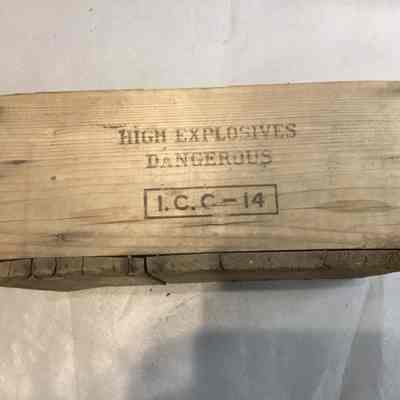 HIGH EXPLOSIVES
DANGEROUS
I.C.C-14